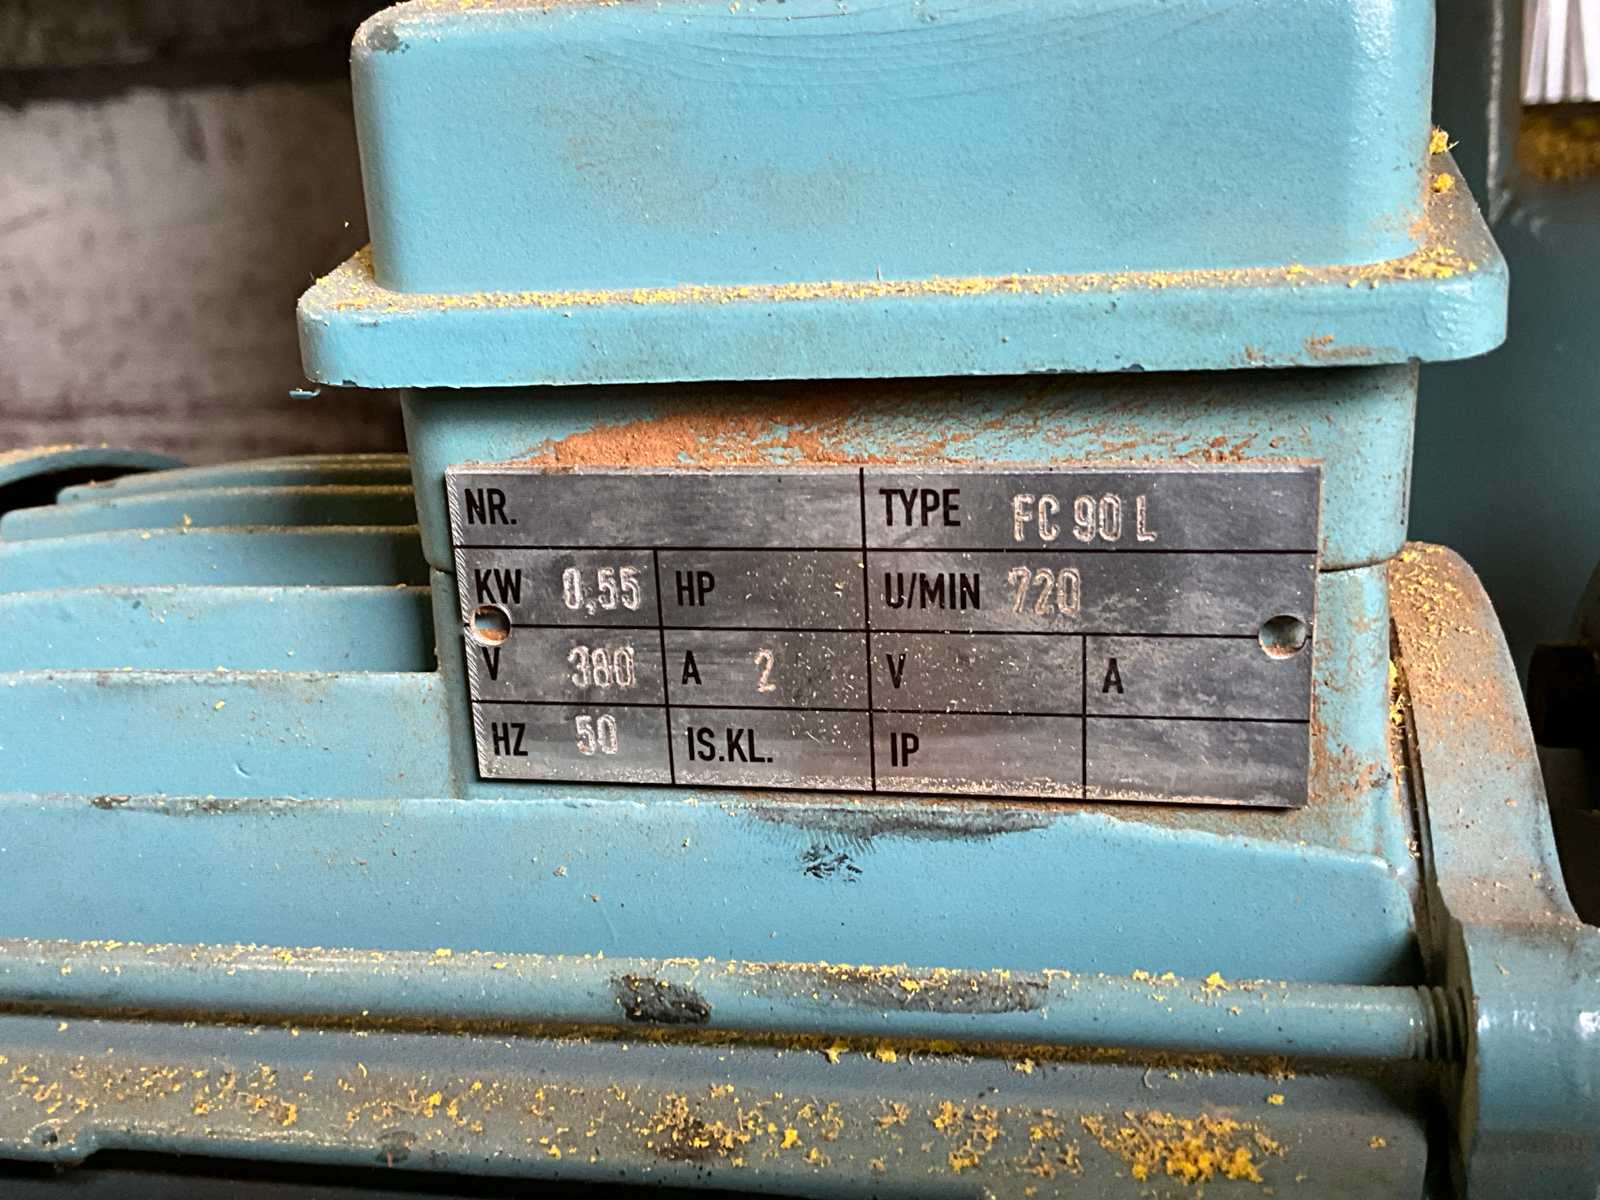 NR. TYPE FC 90 L
KW 0,55 HP U/MIN 720
V 380 A 2 V A
HZ 50 IS.KL. IP